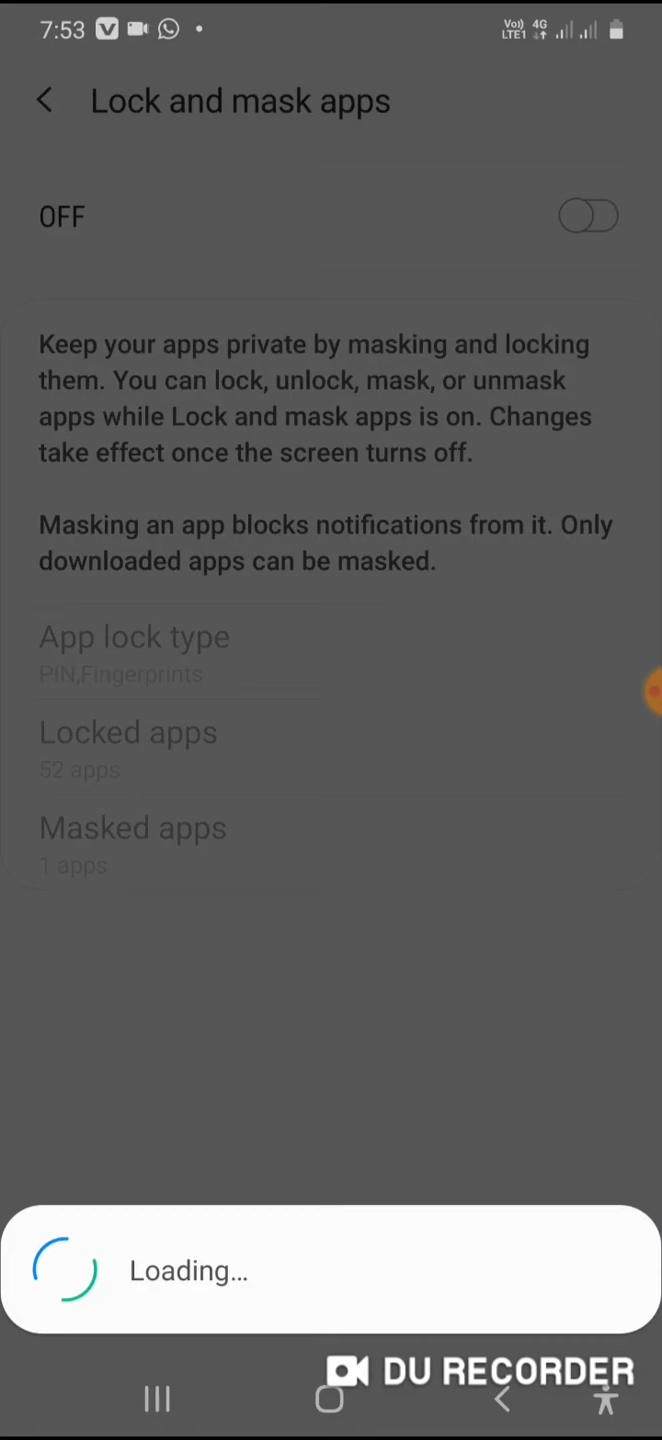 7:53
Vo)) 4G
LTE1
Lock and mask apps
OFF
Keep your apps private by masking and locking
them. You can lock, unlock, mask, or unmask
apps while Lock and mask apps is on. Changes
take effect once the screen turns off.
Masking an app blocks notifications from it. Only
downloaded apps can be masked.
App lock type
PIN,Fingerprints
Locked apps
52 apps
Masked apps
1 apps
Loading...
DU RECORDER